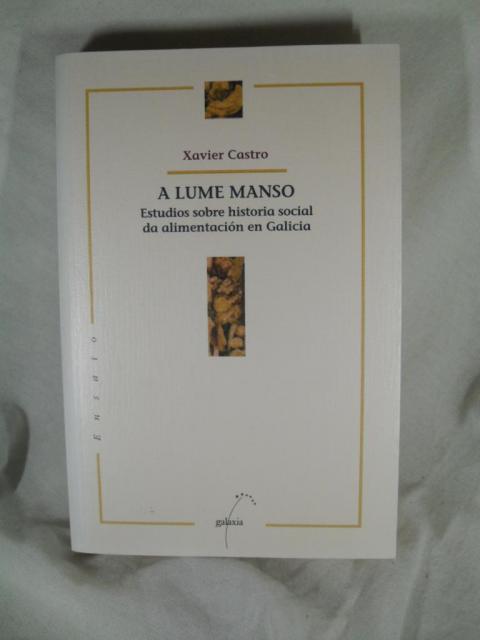 Xavier Castro
A LUME MANSO
Estudios sobre historia social
da alimentación en Galicia
Ensaio
galaxia